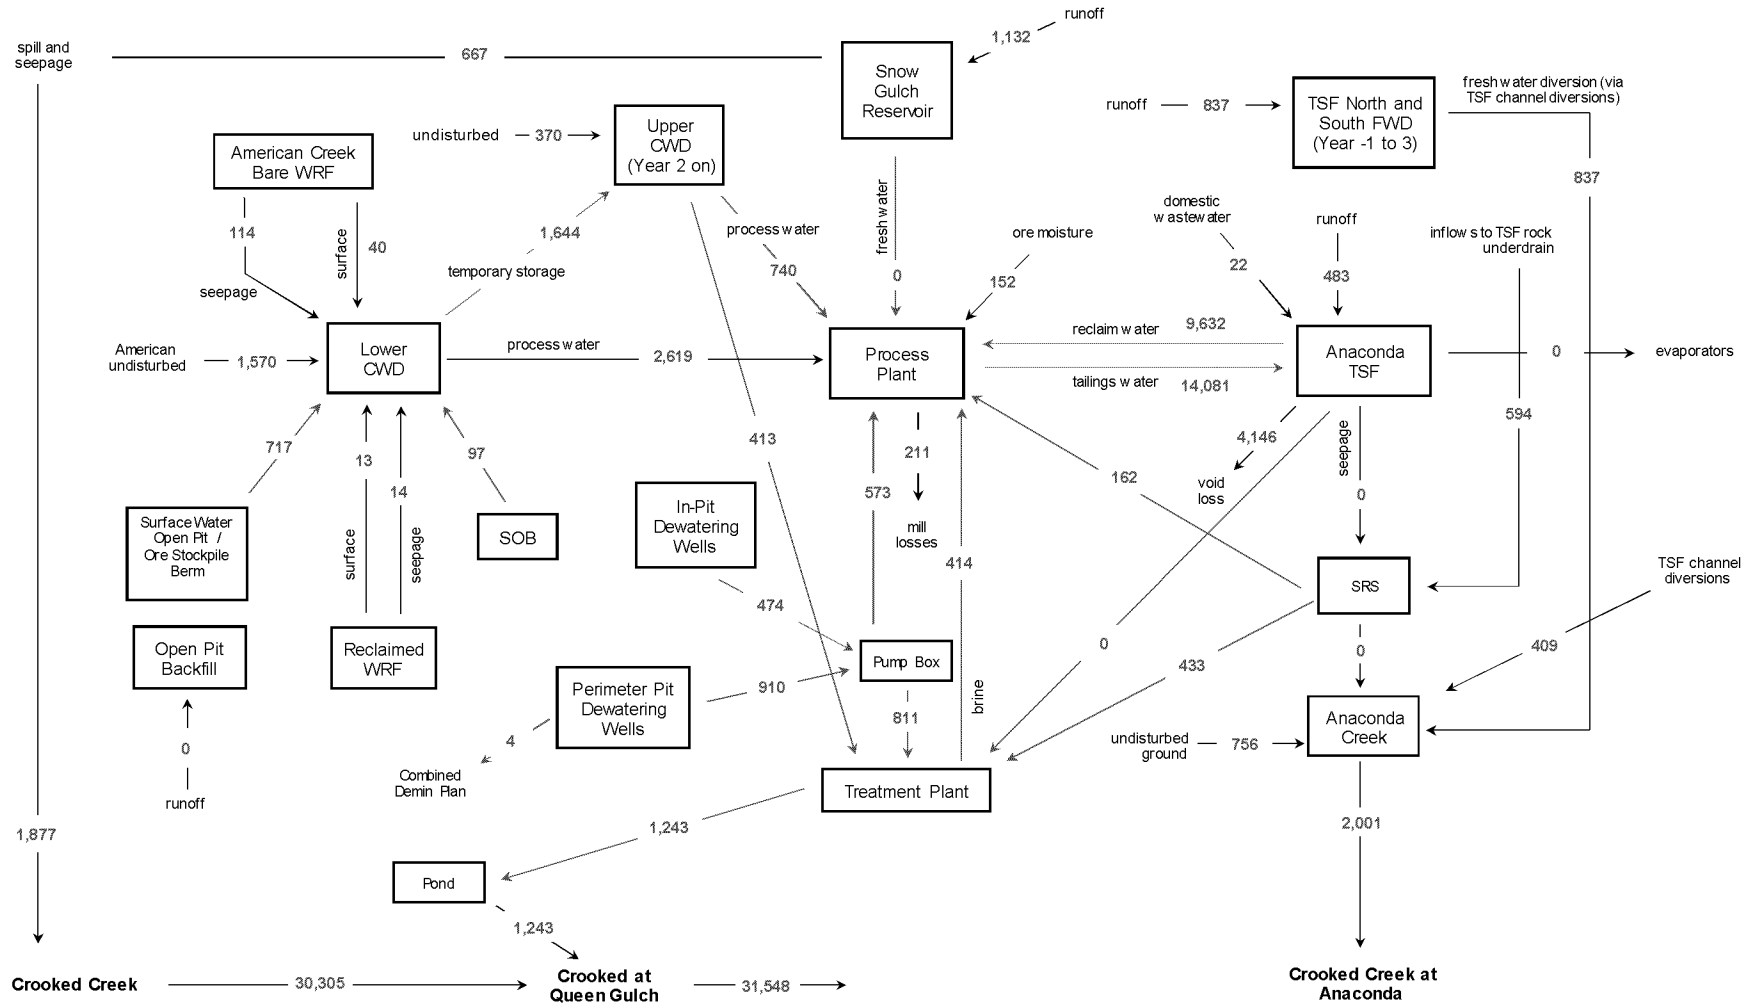 runoff
spill and
seepage
667
1,132
Snow
Gulch
Reservoir
fresh water diversion (via
TSF channel diversions)
runoff
837
TSF North and
South FWD
(Year -1 to 3)
undisturbed
370
Upper
CWD
(Year 2 on)
American Creek
Bare WRF
837
114
surface
40
1,644
temporary storage
seepage
process water
740
fresh water
0
ore moisture
152
domestic
wastewater
22
runoff
483
inflows to TSF rock
underdrain
American
undisturbed
1,570
Lower
CWD
process water
2,619
Process
Plant
reclaim water
9,632
tailings water
14,081
Anaconda
TSF
0
evaporators
717
13
14
97
413
573
211
mill
losses
414
162
4,146
void
loss
seepage
0
594
Surface Water
Open Pit /
Ore Stockpile
Berm
surface
seepage
SOB
In-Pit
Dewatering
Wells
474
SRS
TSF channel
diversions
Open Pit
Backfill
Reclaimed
WRF
Pump Box
0
433
0
409
Perimeter Pit
Dewatering
Wells
910
811
brine
Anaconda
Creek
0
runoff
4
Combined
Demin Plan
undisturbed
ground
756
Treatment Plant
1,877
1,243
2,001
Pond
1,243
Crooked Creek
30,305
Crooked at
Queen Gulch
31,548
Crooked Creek at
Anaconda